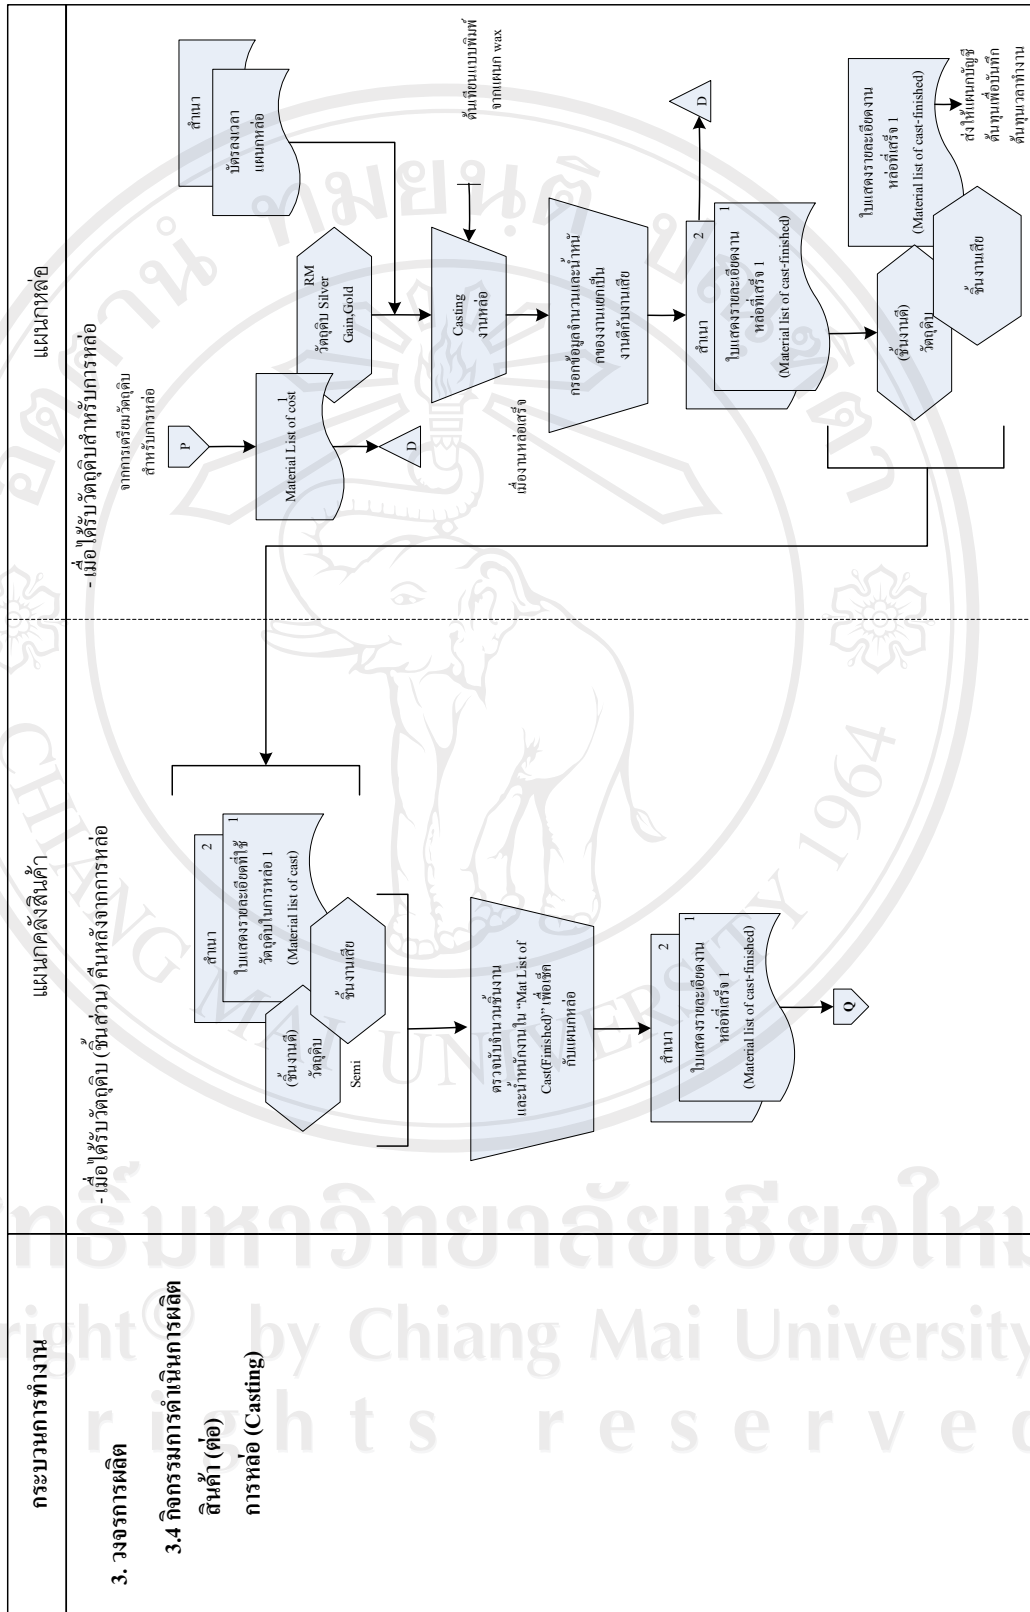 กระบวนการทำงาน
แผนกคลังสินค้า
แผนกหล่อ
3. วงจรการผลิต
3.4 กิจกรรมการดำเนินการผลิต
สินค้า (ต่อ)
การหล่อ (Casting)
- เมื่อได้รับวัตถุดิบ (ชิ้นส่วน) คืนหลังจากการหล่อ
สำเนา
2
1
ใบแสดงรายละเอียดที่ใช้
วัตถุดิบในการหล่อ 1
(Material list of cast)
(ชิ้นงานดี)
วัตถุดิบ
ชิ้นงานเสีย
Semi
ตรวจนับจำนวนชิ้นงาน
และน้ำหนักงานใน “Mat List of
Cast(Finished)” เพื่อเช็ค
กับแผนกหล่อ
สำเนา
2
1
ใบแสดงรายละเอียดงาน
หล่อที่เสร็จ 1
(Material list of cast-finished)
Q
- เมื่อได้รับวัตถุดิบสำหรับการหล่อ
จากการเตรียมวัตถุดิบ
สำหรับการหล่อ
P
1
Material List of cost
D
RM
วัตถุดิบ Silver
Gain,Gold
สำเนา
บัตรลงเวลา
แผนกหล่อ
Casting
งานหล่อ
ต้นเทียนแบบพิมพ์
จากแผนก wax
เมื่องานหล่อเสร็จ
กรอกข้อมูลจำนวนและน้ำหนั
กของงานแยกเป็น
งานดีกับงานเสีย
สำเนา
2
1
ใบแสดงรายละเอียดงาน
หล่อที่เสร็จ 1
(Material list of cast-finished)
D
(ชิ้นงานดี)
วัตถุดิบ
ชิ้นงานเสีย
ใบแสดงรายละเอียดงาน
หล่อที่เสร็จ 1
(Material list of cast-finished)
ส่งให้แผนกบัญชี
ต้นทุนเพื่อบันทึก
ต้นทุนเวลาทำงาน
CHIANG MAI UNIVERSITY 1964
มหาวิทยาลัยเชียงใหม่
right© by Chiang Mai University
rights reserved